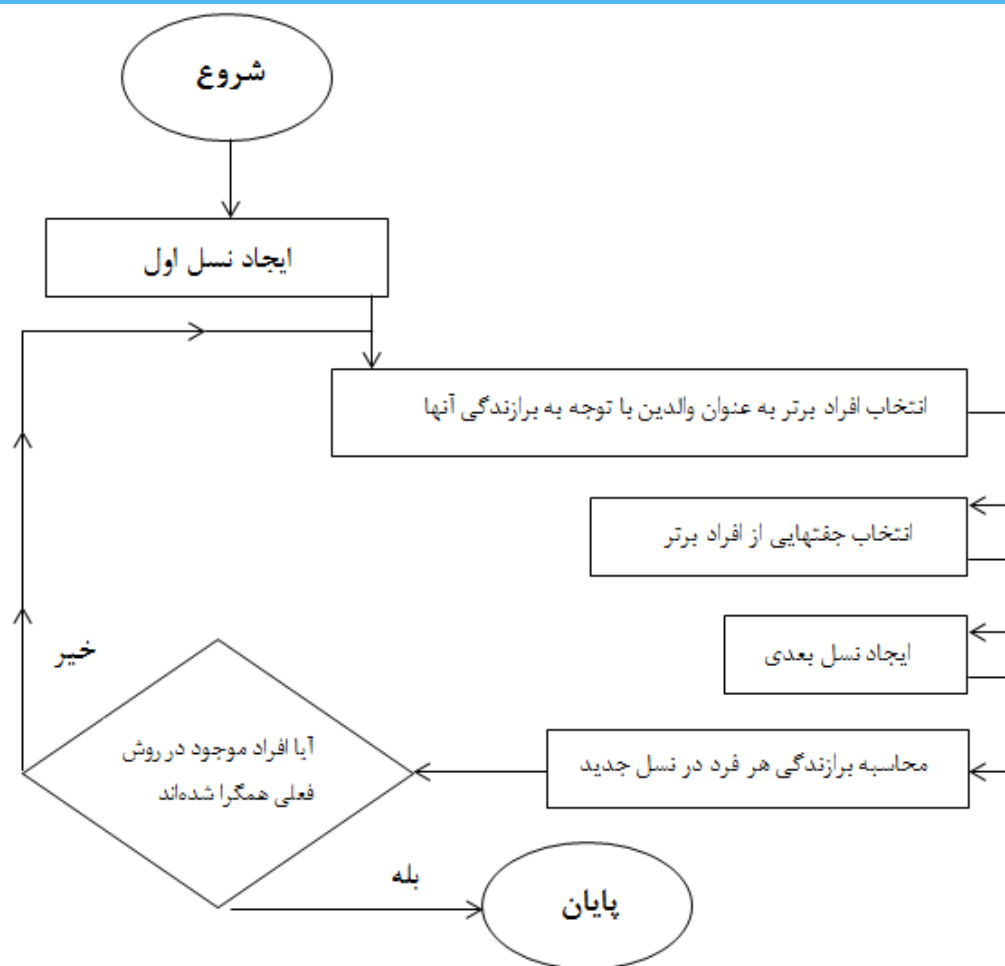 شروع
ایجاد نسل اول
انتخاب افراد برتر به عنوان والدین با توجه به برازندگی آنها
انتخاب جفتهایی از افراد برتر
ایجاد نسل بعدی
محاسبه برازندگی هر فرد در نسل جدید
آیا افراد موجود در روش
فعلی همگرا شده‌اند
خیر
بله
پایان